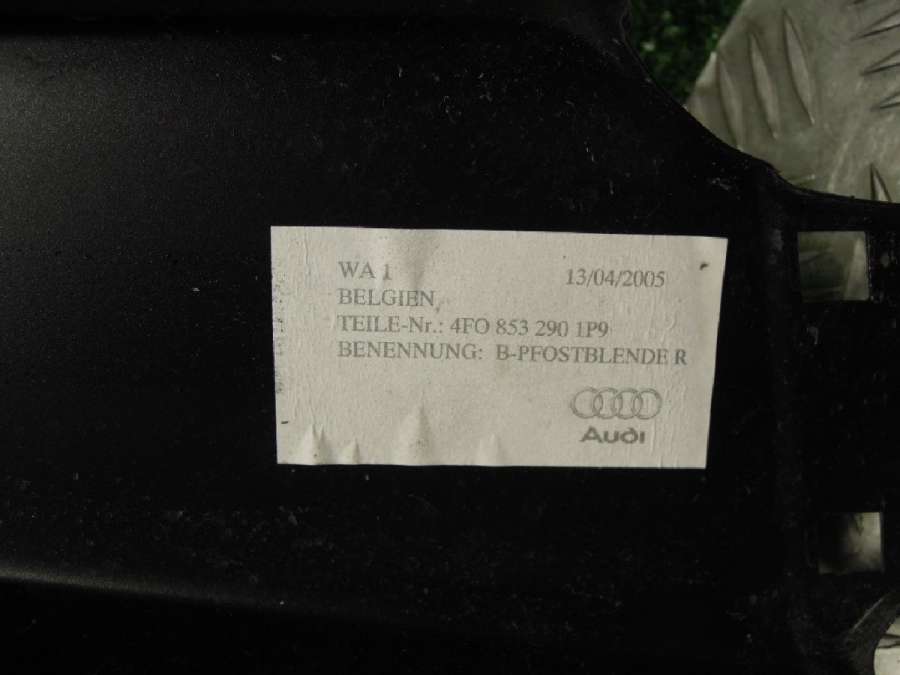 WA 1 13/04/2005
BELGIEN,
TEILE-Nr.: 4FO 853 290 1P9
BENENNUNG: B-PFOSTBLENDE R
Audi